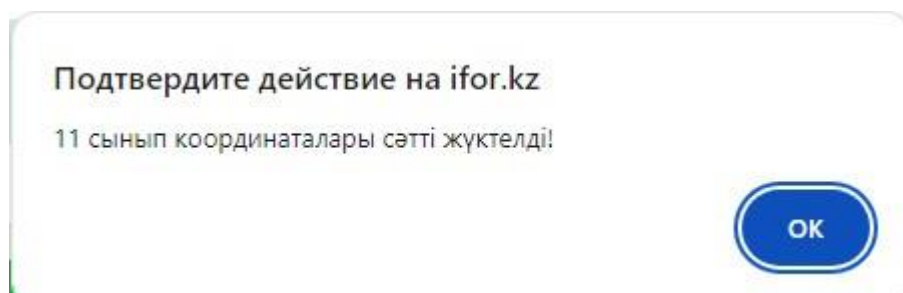 Подтвердите действие на ifor.kz
11 сынып координаталары сәтті жүктелді!
ОК